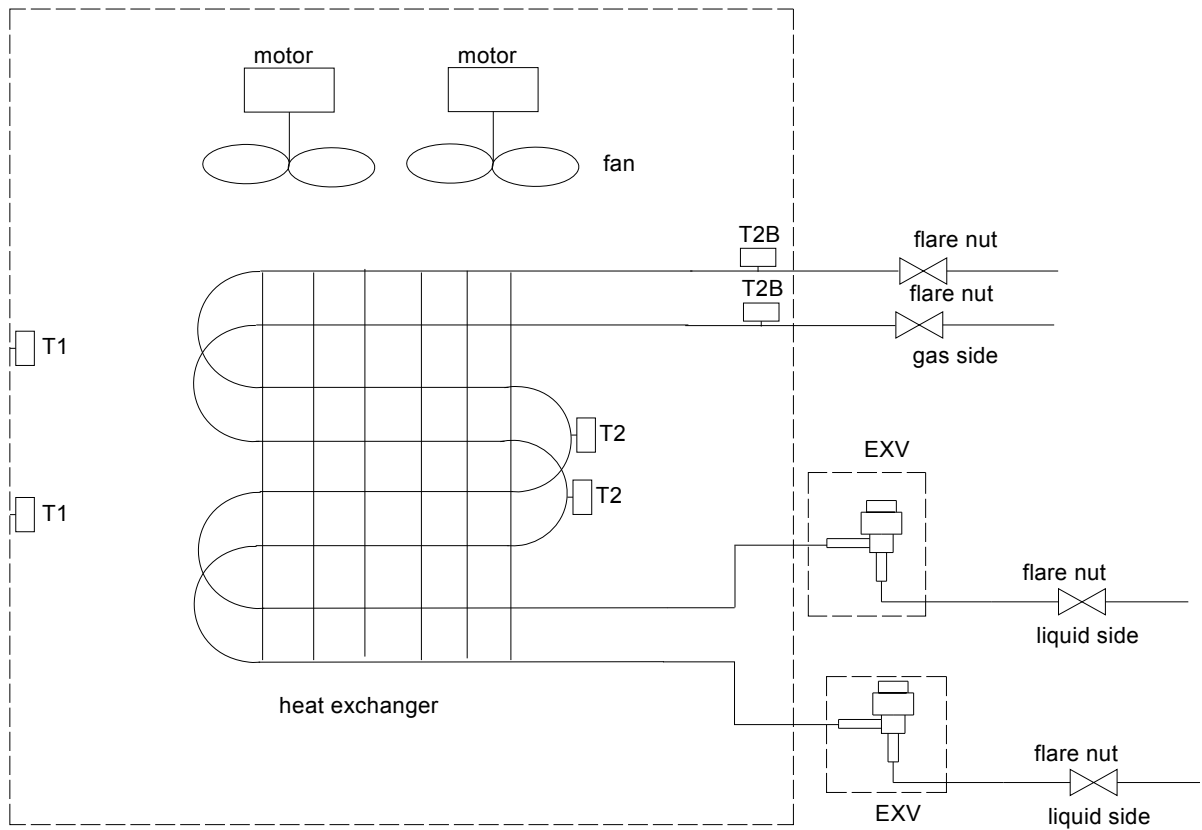 motor
motor
fan
T2B
flare nut
T2B
flare nut
T1
gas side
T2
EXV
T2
T1
flare nut
liquid side
heat exchanger
flare nut
EXV
liquid side